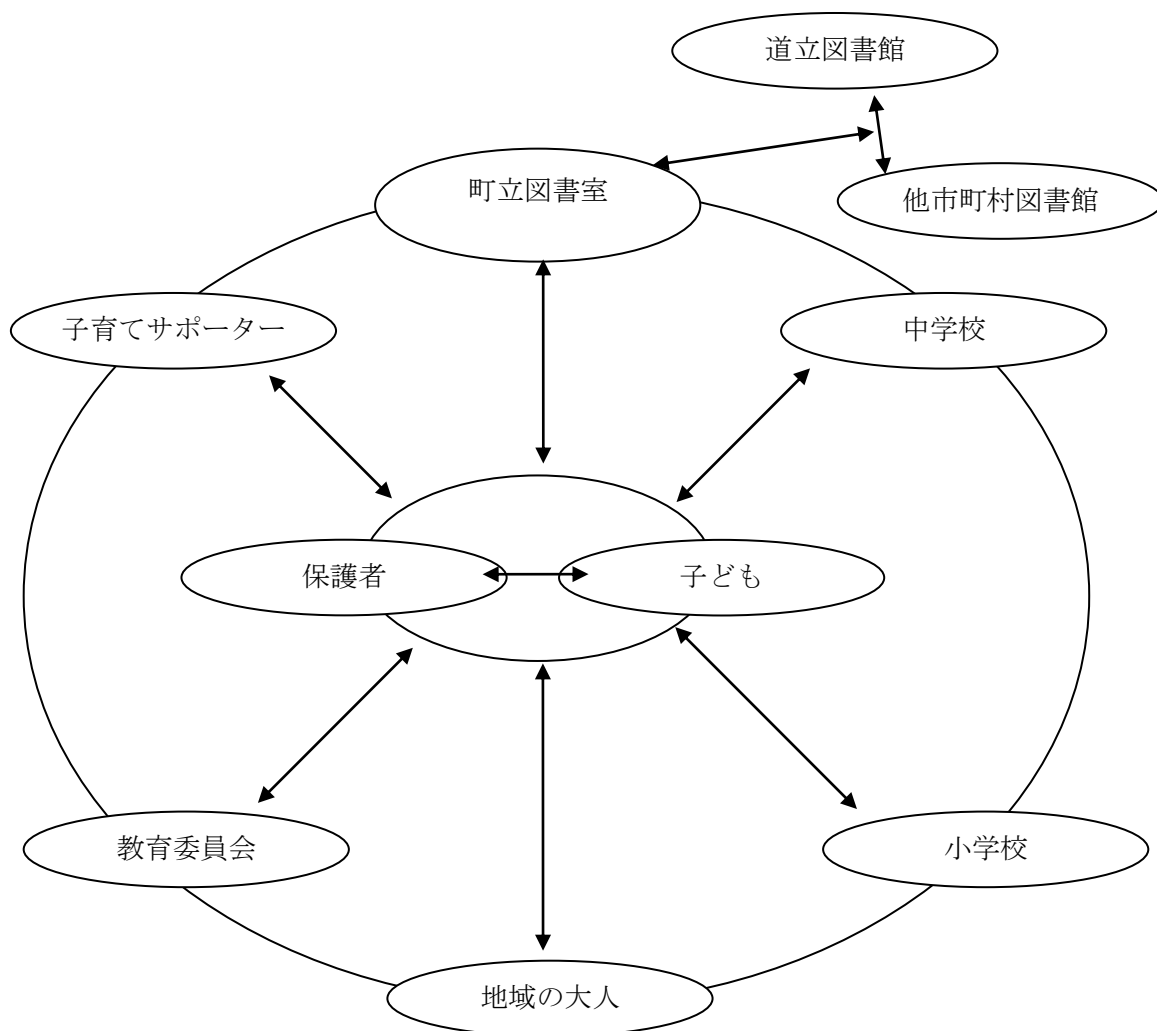 道立図書館
町立図書室
他市町村図書館
子育てサポーター
中学校
保護者
子ども
教育委員会
小学校
地域の大人